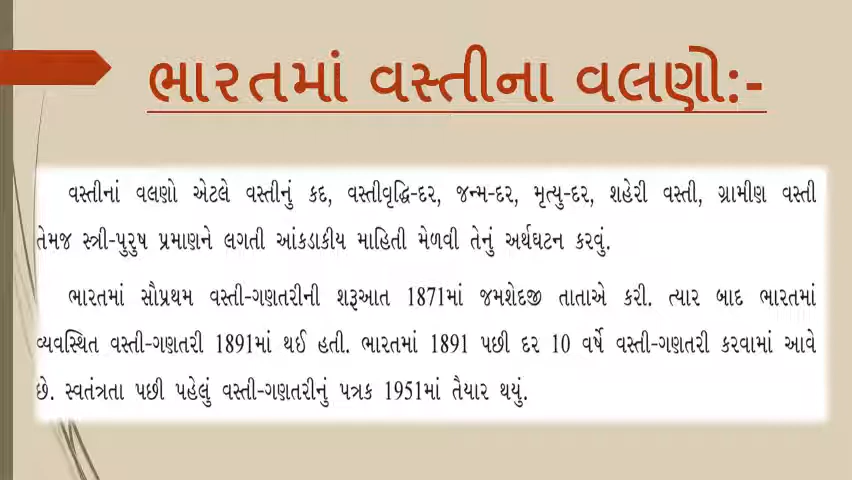 ભારતમાં વસ્તીના વલણો:-
વસ્તીનાં વલણો એટલે વસ્તીનું કદ, વસ્તીવૃદ્ધિ-દર, જન્મ-દર, મૃત્યુ-દર, શહેરી વસ્તી, ગ્રામીણ વસ્તી
તેમજ સ્ત્રી-પુરુષ પ્રમાણને લગતી આંકડાકીય માહિતી મેળવી તેનું અર્થઘટન કરવું.
ભારતમાં સૌપ્રથમ વસ્તી-ગણતરીની શરૂઆત 1871માં જમશેદજી તાતાએ કરી. ત્યાર બાદ ભારતમાં
વ્યવસ્થિત વસ્તી-ગણતરી 1891માં થઈ હતી. ભારતમાં 1891 પછી દર 10 વર્ષે વસ્તી-ગણતરી કરવામાં આવે
છે. સ્વતંત્રતા પછી પહેલું વસ્તી-ગણતરીનું પત્રક 1951માં તૈયાર થયું.